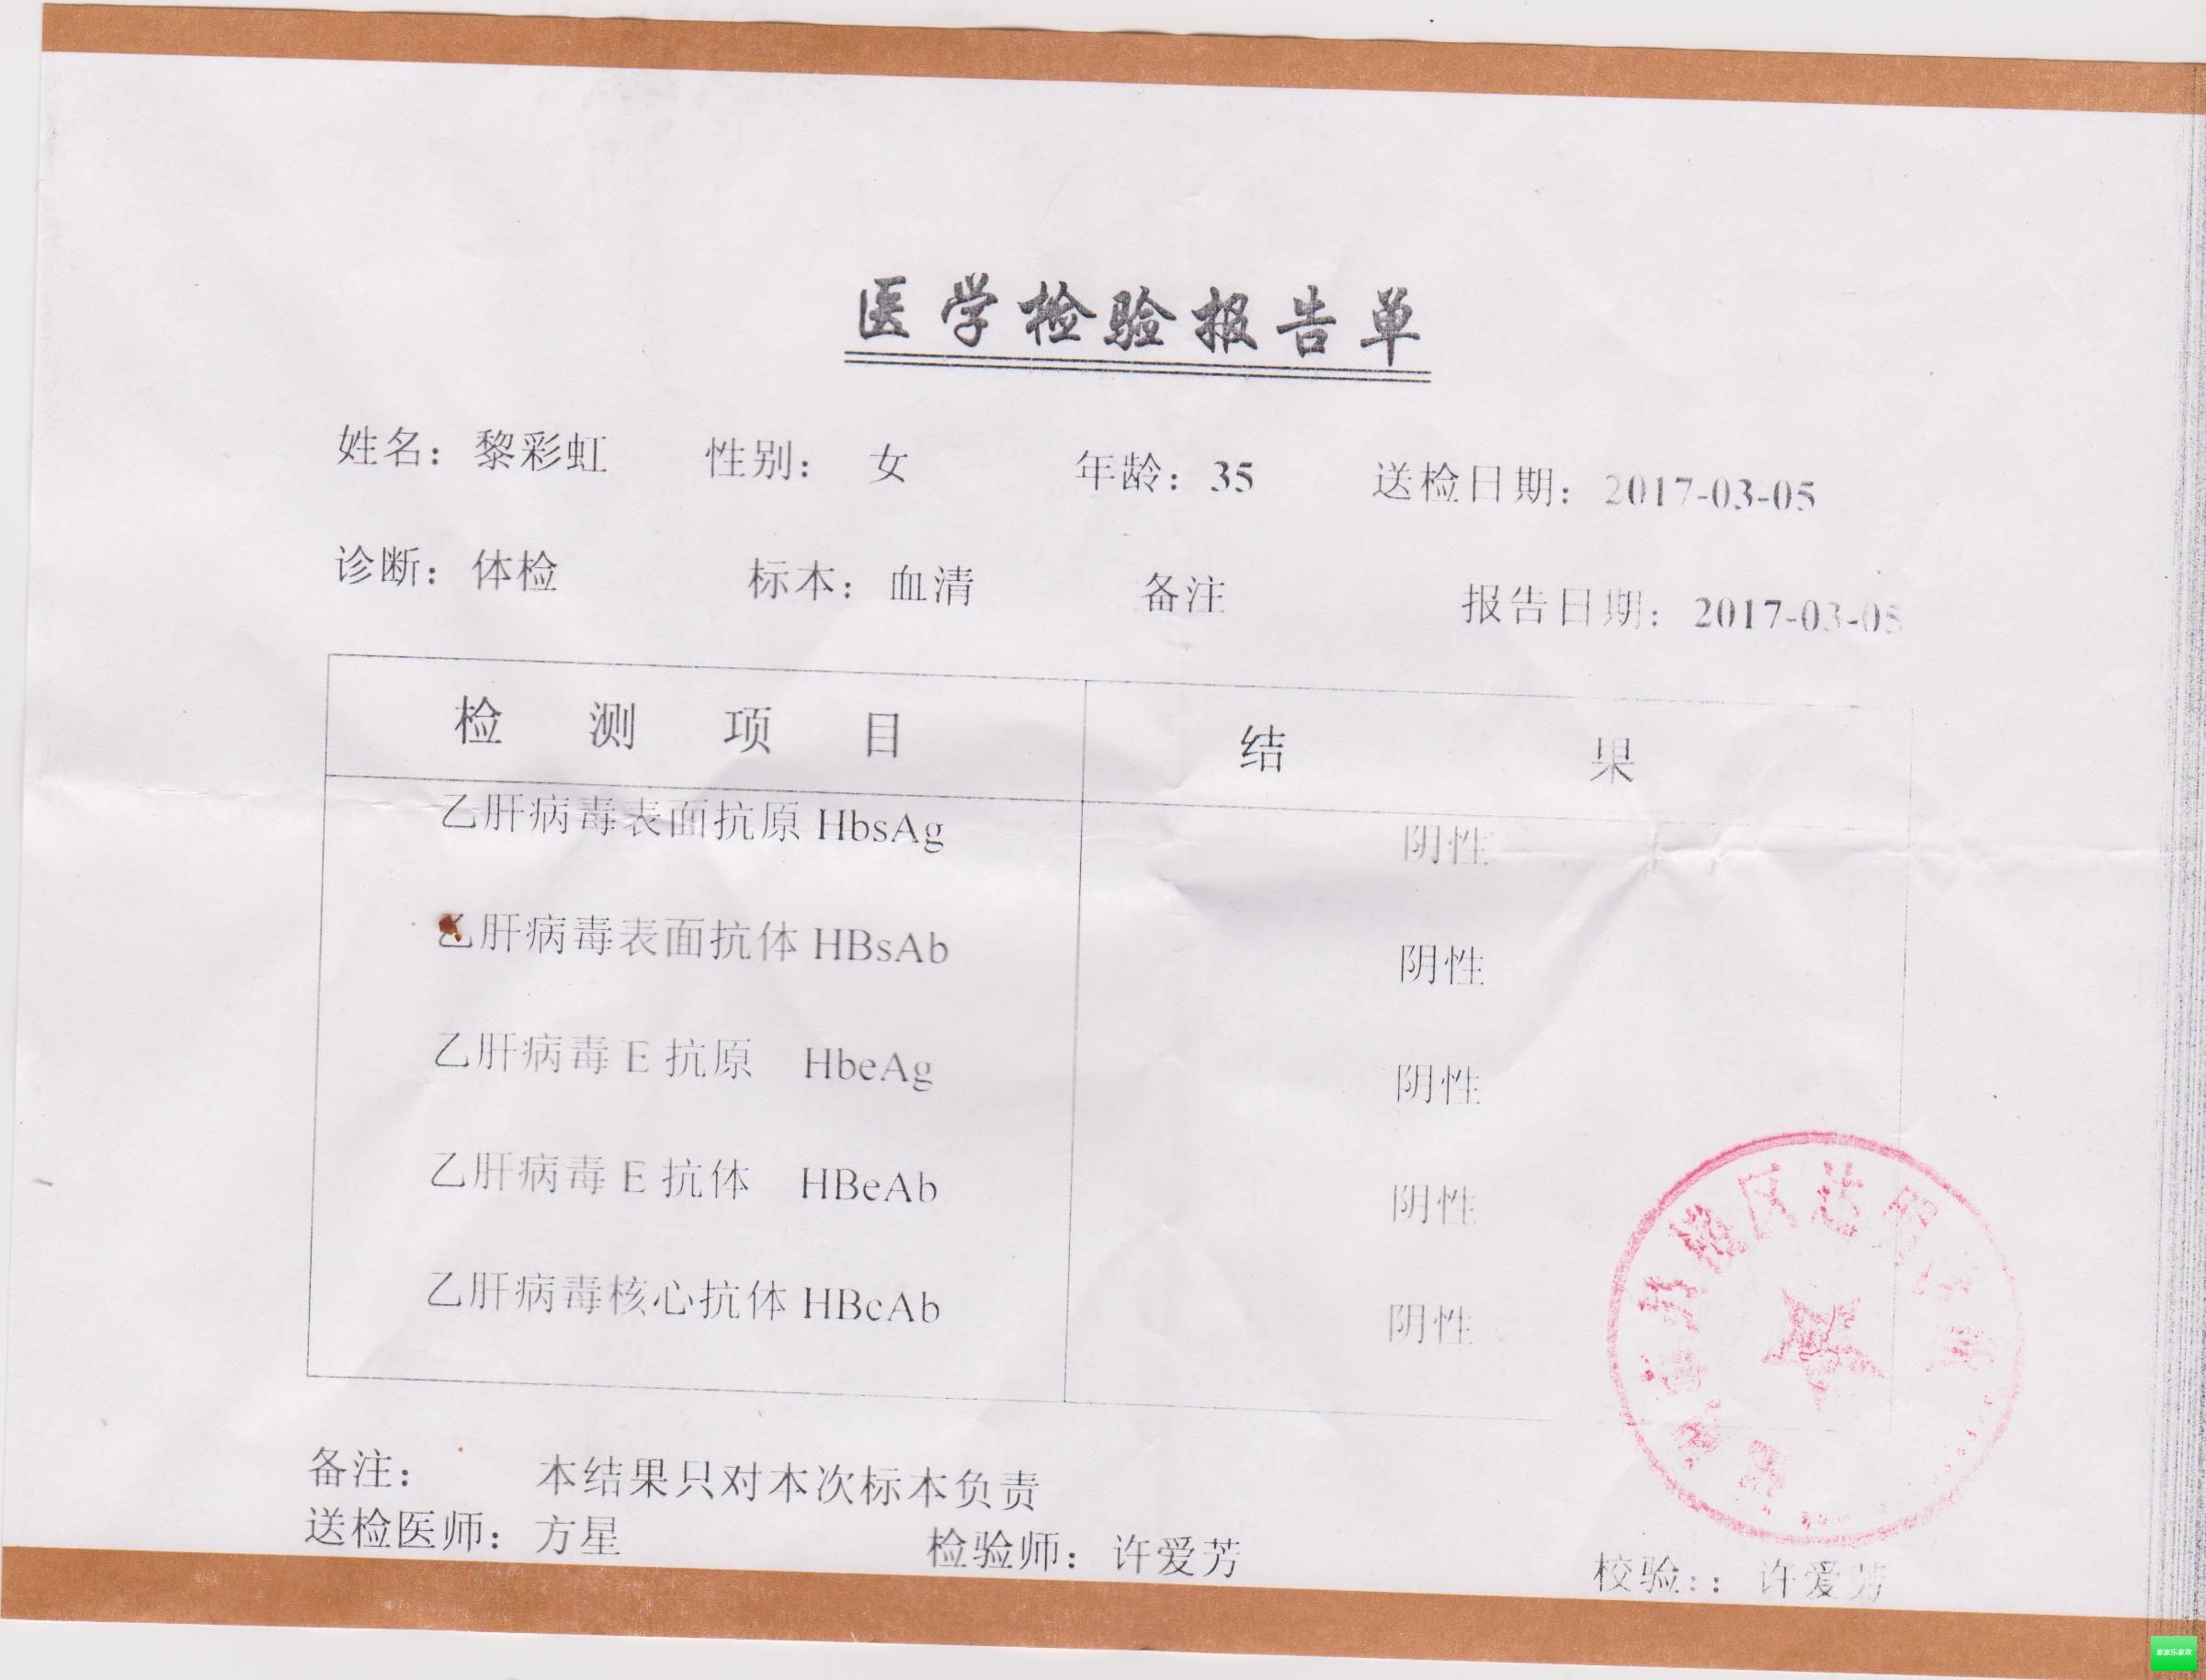 医学检验报告单
姓名：黎彩虹 性别： 女 年龄：35 送检日期：2017-03-05
诊断：体检 标本：血清 备注 报告日期：2017-03-05
检测项目 结果
乙肝病毒表面抗原 HbsAg 阴性
乙肝病毒表面抗体 HBsAb 阴性
乙肝病毒 E 抗原 HbeAg 阴性
乙肝病毒 E 抗体 HBeAb 阴性
乙肝病毒核心抗体 HBcAb 阴性
备注： 本结果只对本次标本负责
送检医师：方星 检验师：许爱芳 校验:：许爱芳